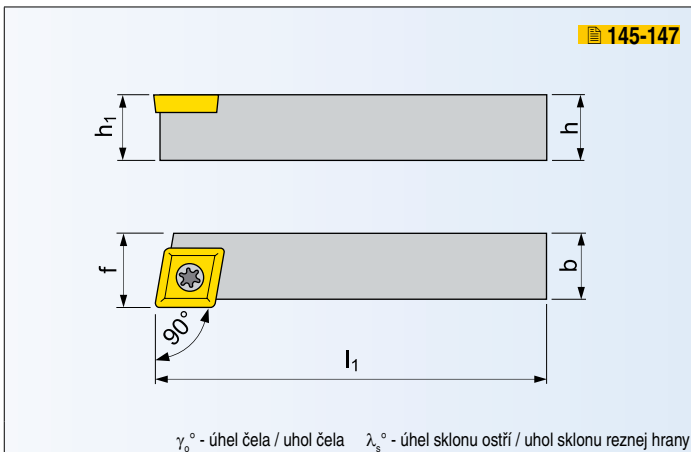 145-147
h₁
h
f
b
90°
l₁
γₒ° - úhel čela / uhol čela λₛ° - úhel sklonu ostří / uhol sklonu reznej hrany